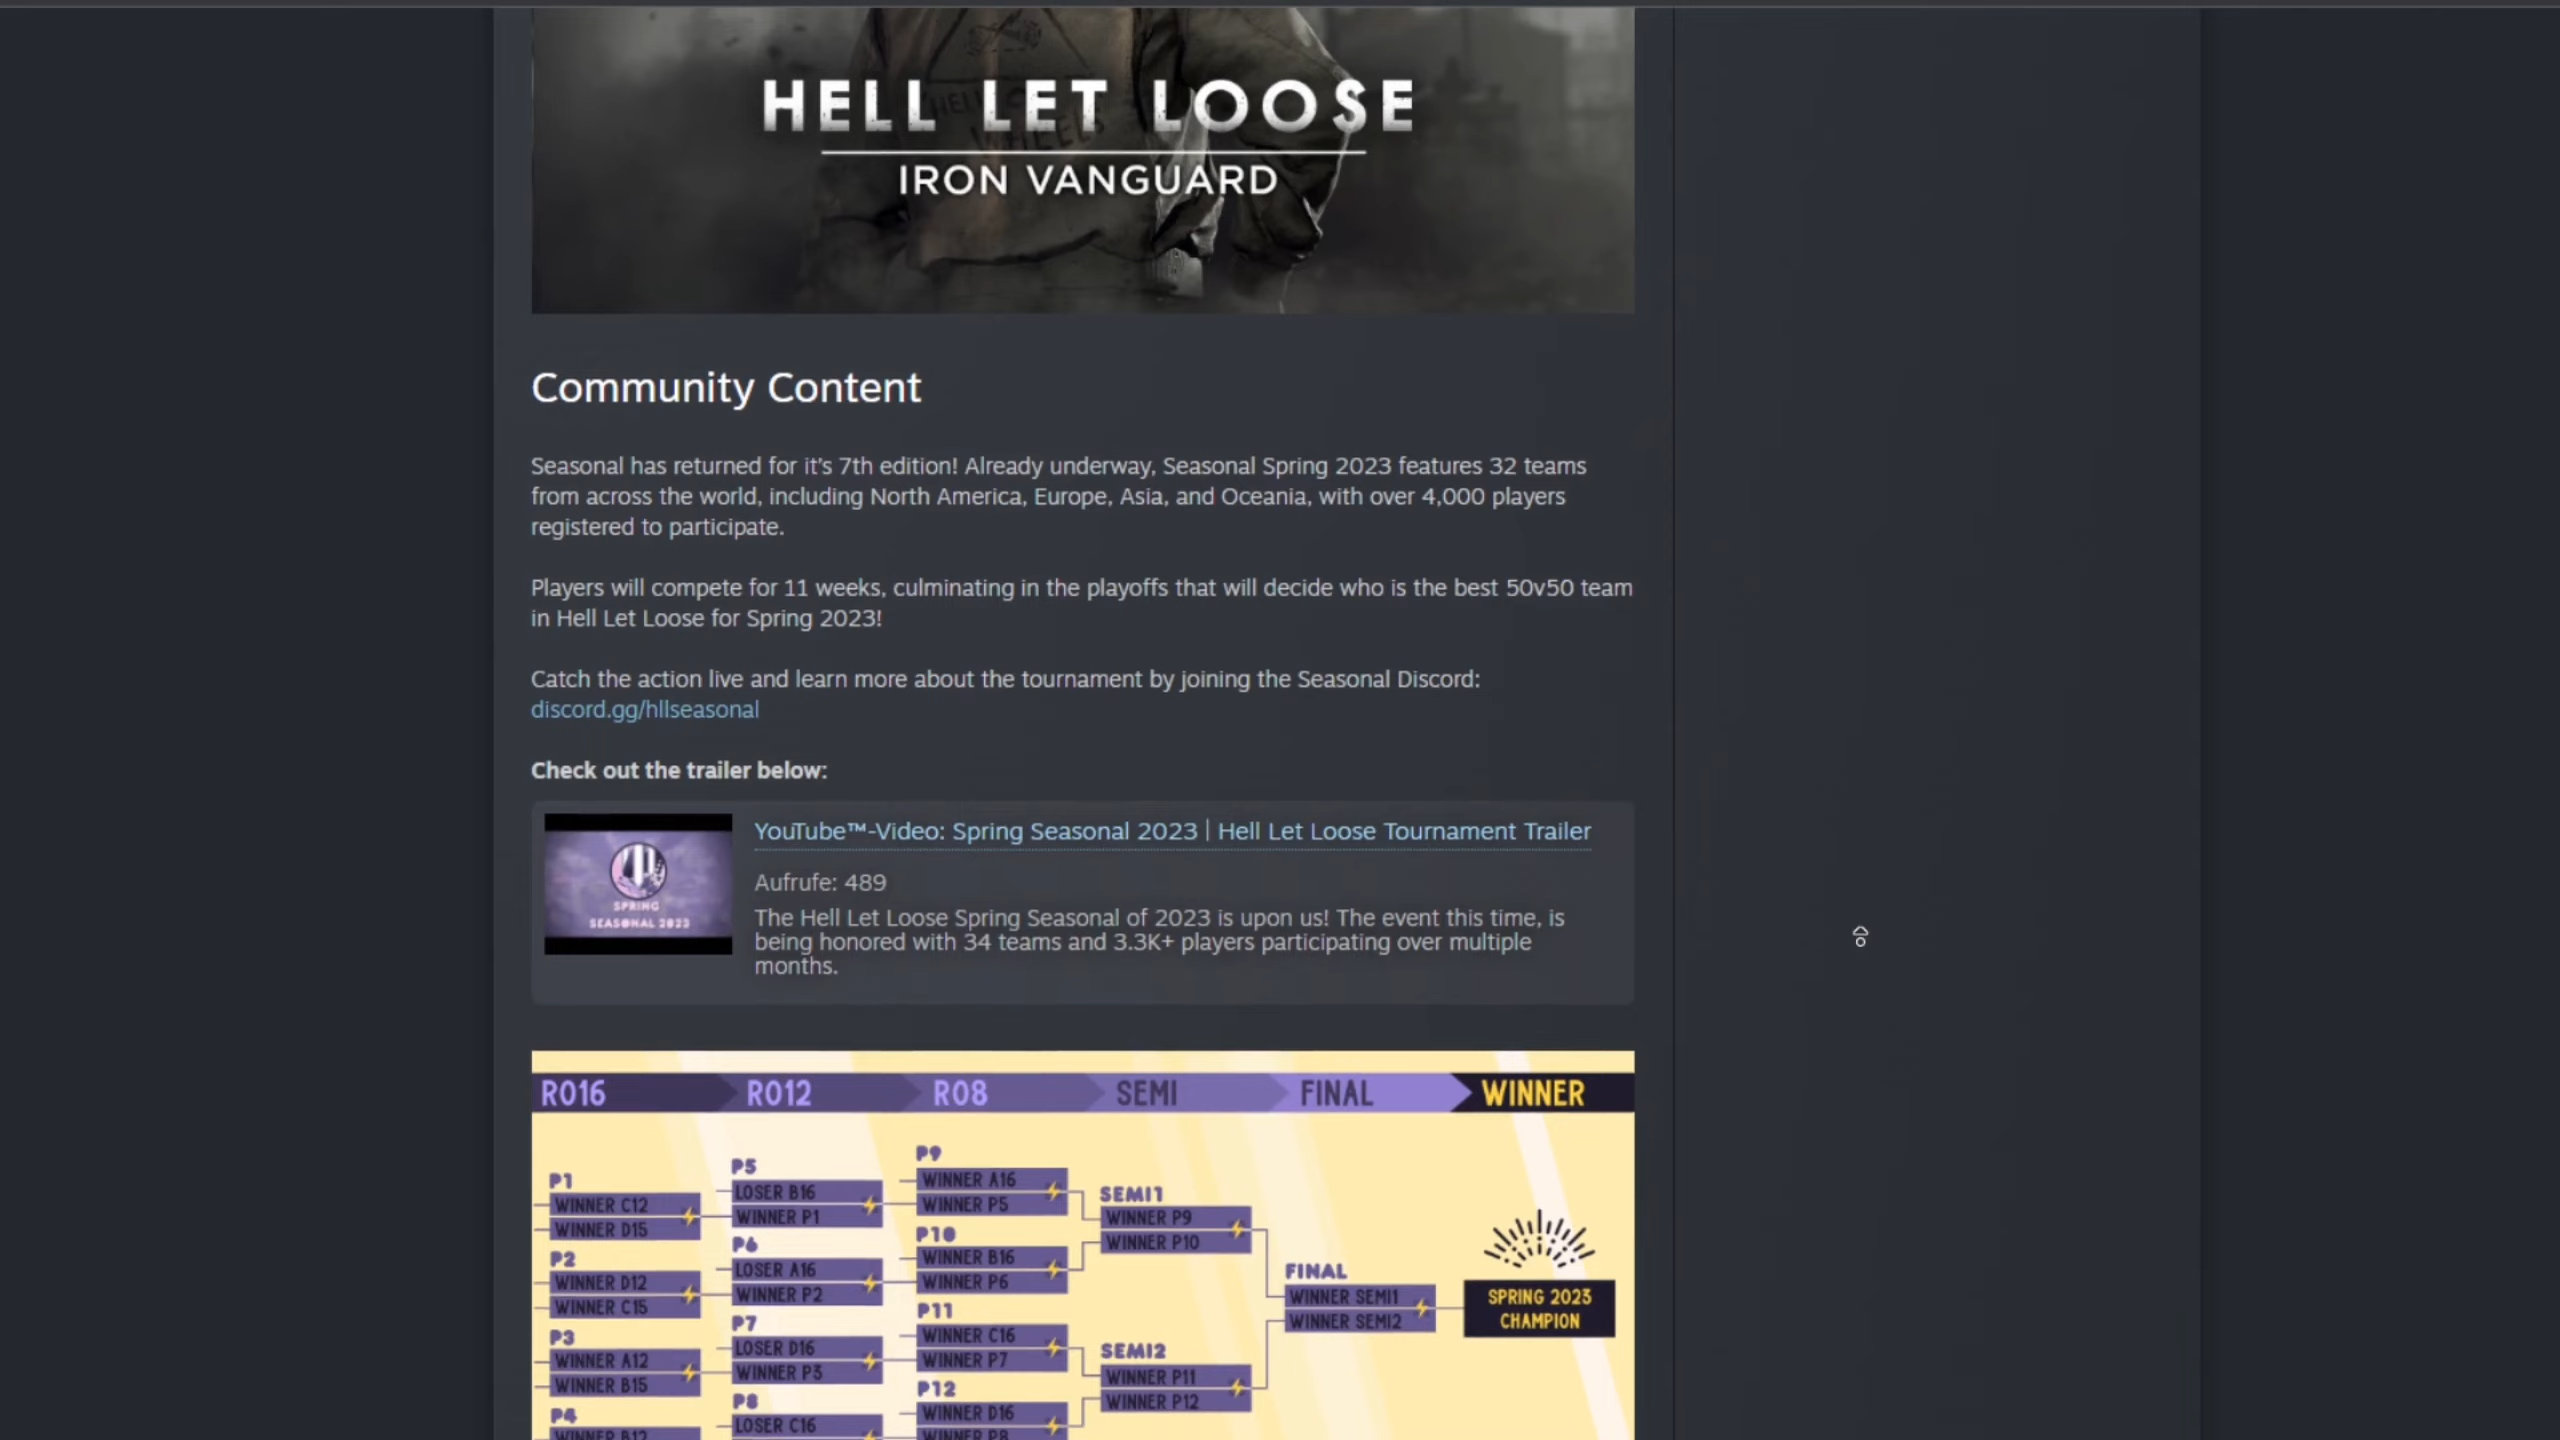 HELL LET LOOSE
IRON VANGUARD
Community Content
Seasonal has returned for it's 7th edition! Already underway, Seasonal Spring 2023 features 32 teams
from across the world, including North America, Europe, Asia, and Oceania, with over 4,000 players
registered to participate.
Players will compete for 11 weeks, culminating in the playoffs that will decide who is the best 50v50 team
in Hell Let Loose for Spring 2023!
Catch the action live and learn more about the tournament by joining the Seasonal Discord:
discord.gg/hllseasonal
Check out the trailer below:
YouTube™-Video: Spring Seasonal 2023 | Hell Let Loose Tournament Trailer
Aufrufe: 489
The Hell Let Loose Spring Seasonal of 2023 is upon us! The event this time, is
being honored with 34 teams and 3.3K+ players participating over multiple
months.
SPRING
SEASONAL 2023
RO16 RO12 RO8 SEMI FINAL WINNER
P1
WINNER C12
WINNER D15
P2
WINNER D12
WINNER C15
P3
WINNER A12
WINNER B15
P4
WINNER B12
P5
LOSER B16
WINNER P1
P6
LOSER A16
WINNER P2
P7
LOSER D16
WINNER P3
P8
LOSER C16
P9
WINNER A16
WINNER P5
P10
WINNER B16
WINNER P6
P11
WINNER C16
WINNER P7
P12
WINNER D16
WINNER P8
SEMI1
WINNER P9
WINNER P10
SEMI2
WINNER P11
WINNER P12
FINAL
WINNER SEMI1
WINNER SEMI2
SPRING 2023
CHAMPION